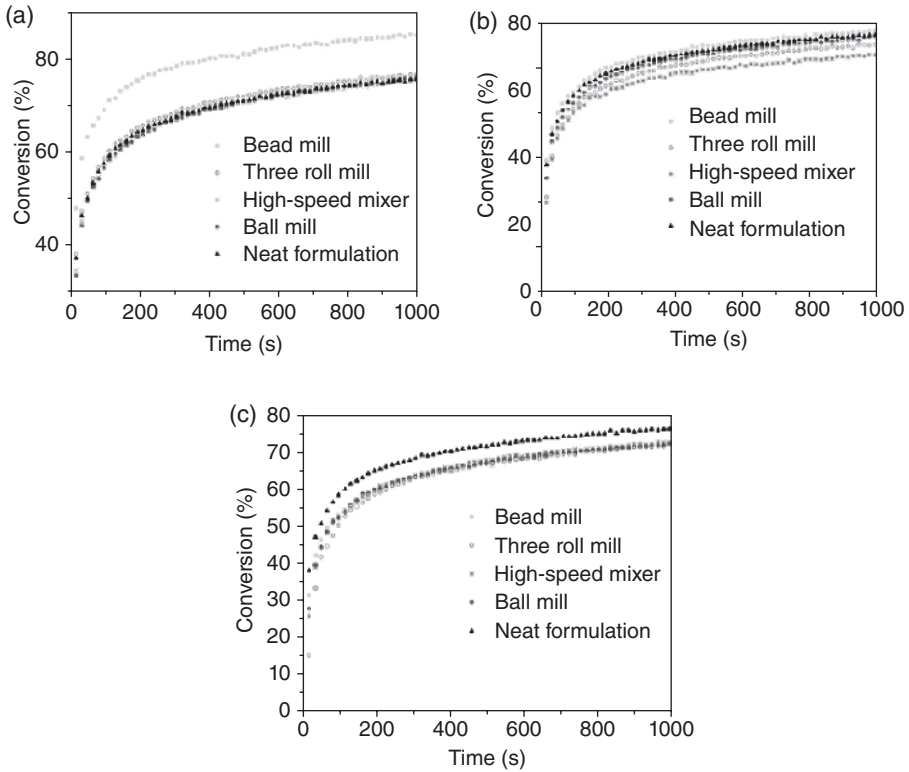 (a)
80
60
40
Conversion (%)
Bead mill
Three roll mill
High-speed mixer
Ball mill
Neat formulation
0 200 400 600 800 1000
Time (s)
(b)
80
60
40
20
0
Conversion (%)
Bead mill
Three roll mill
High-speed mixer
Ball mill
Neat formulation
0 200 400 600 800 1000
Time (s)
(c)
80
70
60
50
40
30
20
10
0
Conversion (%)
Bead mill
Three roll mill
High-speed mixer
Ball mill
Neat formulation
0 200 400 600 800 1000
Time (s)